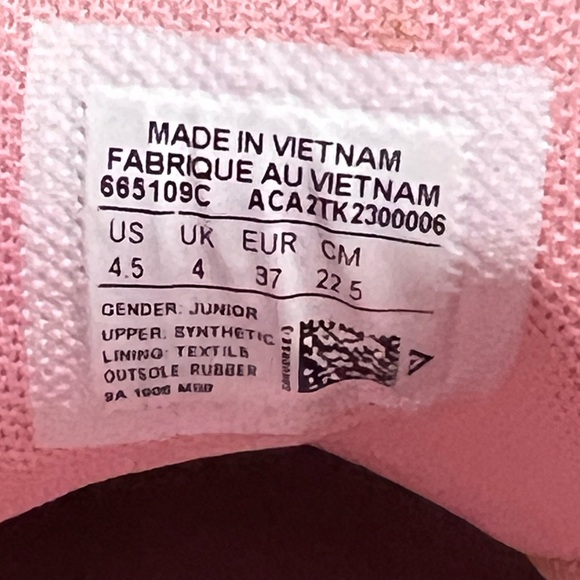 MADE IN VIETNAM
FABRIQUE AU VIETNAM
665109C ACA2TK2300006
US UK EUR CM
4.5 4 37 22 5
GENDER: JUNIOR
UPPER: SYNTHETIC
LINING: TEXTILE
OUTSOLE RUBBER
CONVERSE